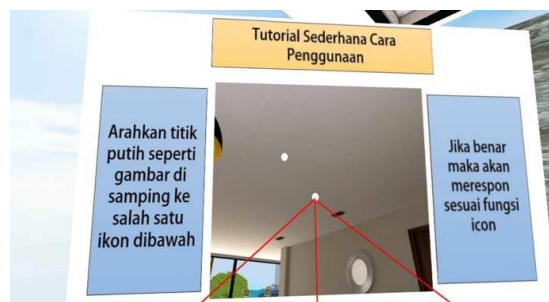 Tutorial Sederhana Cara
Penggunaan
Arahkan titik
putih seperti
gambar di
samping ke
salah satu
ikon dibawah
Jika benar
maka akan
merespon
sesuai fungsi
icon